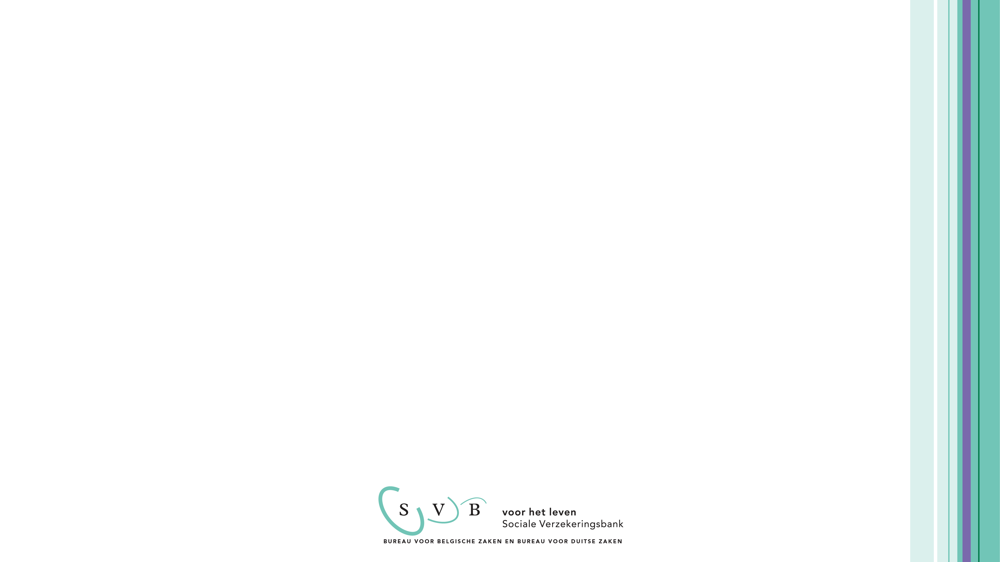 S V B
voor het leven
Sociale Verzekeringsbank
BUREAU VOOR BELGISCHE ZAKEN EN BUREAU VOOR DUITSE ZAKEN